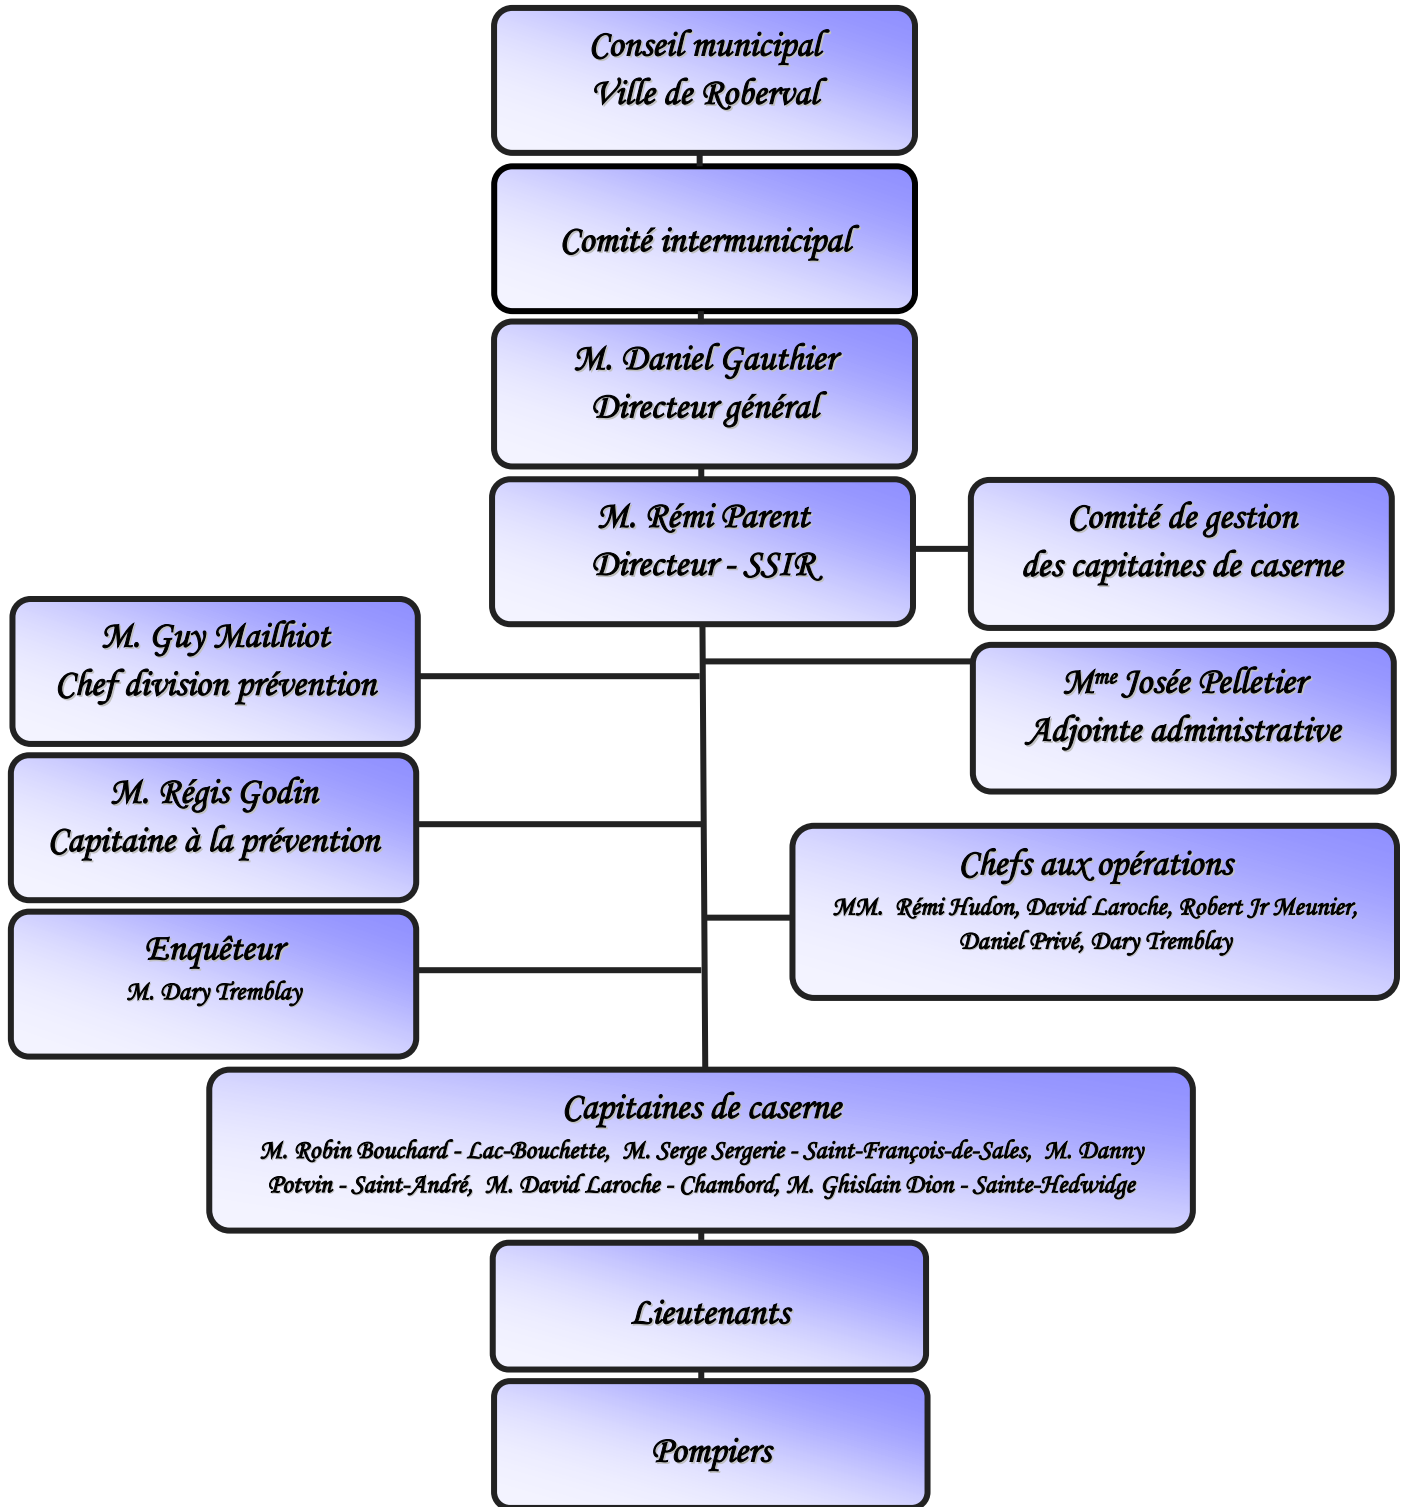 Conseil municipal
Ville de Roberval
Comité intermunicipal
M. Daniel Gauthier
Directeur général
M. Rémi Parent
Directeur - SSIR
Comité de gestion
des capitaines de caserne
M. Guy Mailhiot
Chef division prévention
Mme Josée Pelletier
Adjointe administrative
M. Régis Godin
Capitaine à la prévention
Chefs aux opérations
MM. Rémi Hudon, David Laroche, Robert Jr Meunier,
Daniel Privé, Dary Tremblay
Enquêteur
M. Dary Tremblay
Capitaines de caserne
M. Robin Bouchard - Lac-Bouchette, M. Serge Sergerie - Saint-François-de-Sales, M. Danny
Potvin - Saint-André, M. David Laroche - Chambord, M. Ghislain Dion - Sainte-Hedwidge
Lieutenants
Pompiers